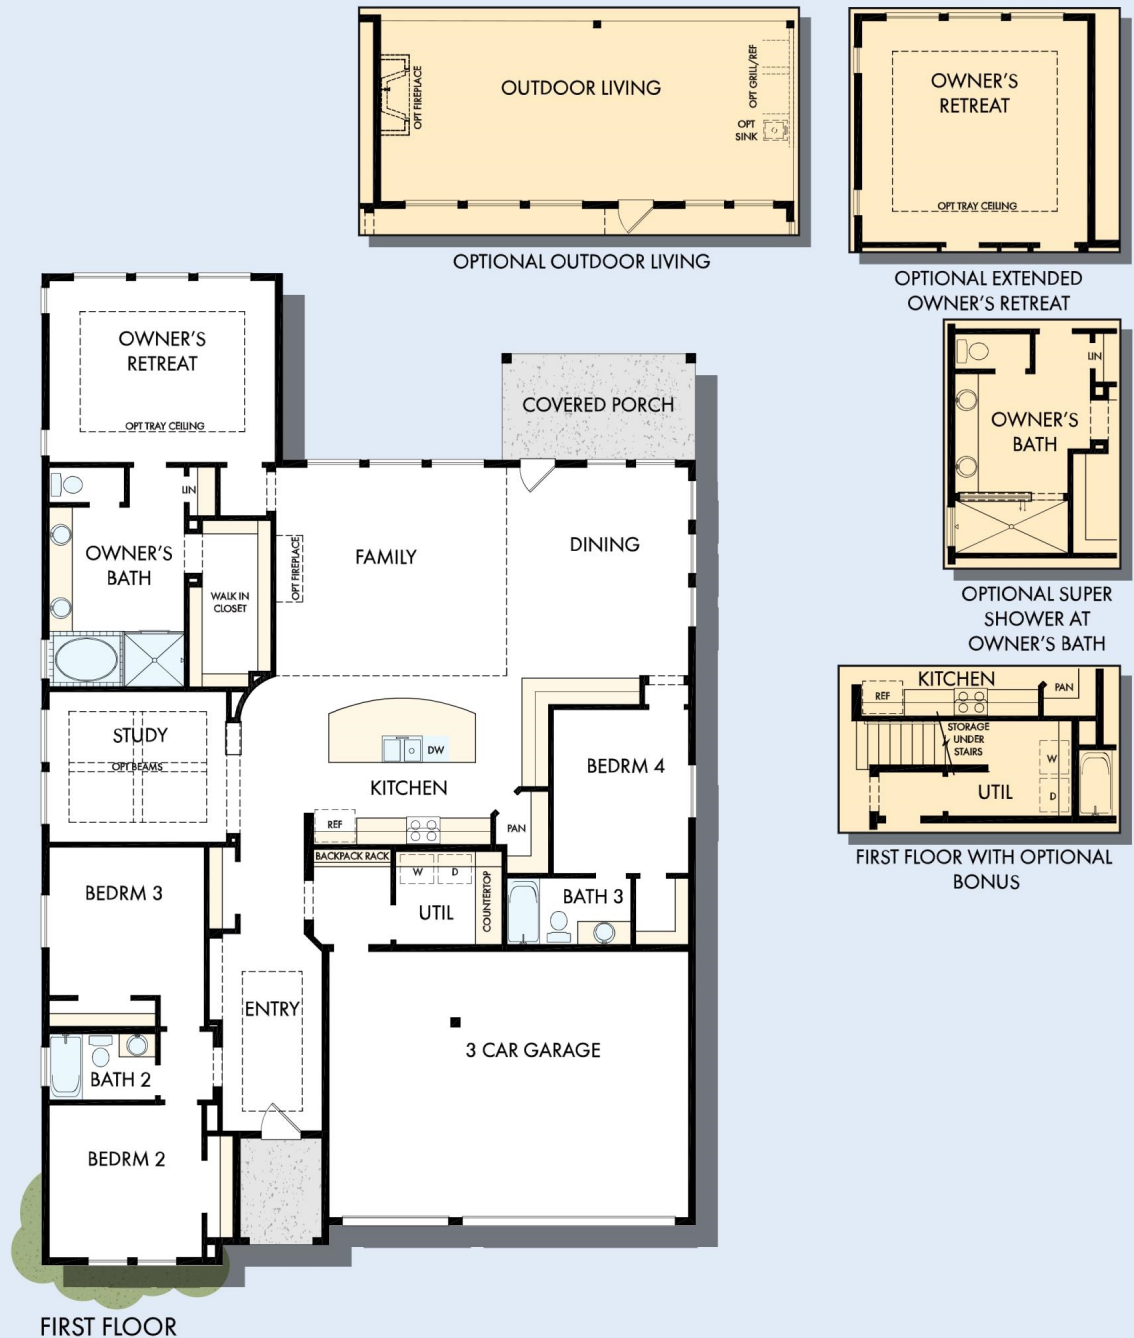 OUTDOOR LIVING
OPT FIREPLACE
OPT GRILL/REF
OPT
SINK
OPTIONAL OUTDOOR LIVING
OWNER'S
RETREAT
OPT TRAY CEILING
OPTIONAL EXTENDED
OWNER'S RETREAT
LIN
OWNER'S
BATH
OPTIONAL SUPER
SHOWER AT
OWNER'S BATH
KITCHEN
REF
PAN
STORAGE
UNDER
STAIRS
W
D
UTIL
FIRST FLOOR WITH OPTIONAL
BONUS
OWNER'S
RETREAT
OPT TRAY CEILING
COVERED PORCH
LIN
OWNER'S
BATH
WALK IN
CLOSET
OPT FIREPLACE
FAMILY
DINING
STUDY
OPT BEAMS
DW
KITCHEN
BEDRM 4
REF
PAN
BACKPACK RACK
W
D
UTIL
COUNTERTOP
BATH 3
BEDRM 3
ENTRY
3 CAR GARAGE
BATH 2
BEDRM 2
FIRST FLOOR